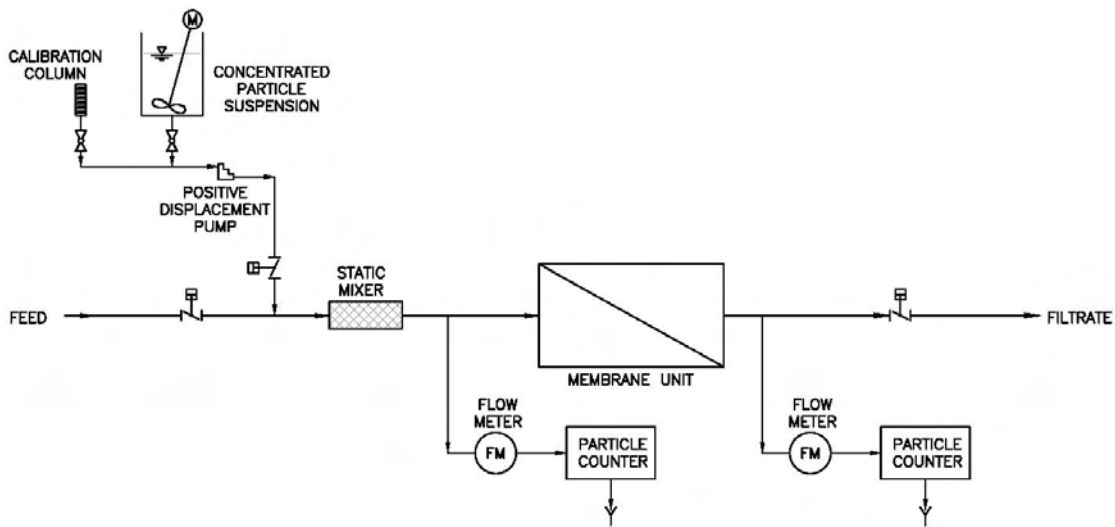 M
CALIBRATION
COLUMN
CONCENTRATED
PARTICLE
SUSPENSION
POSITIVE
DISPLACEMENT
PUMP
STATIC
MIXER
FEED
FILTRATE
MEMBRANE UNIT
FLOW
METER
FM
PARTICLE
COUNTER
FLOW
METER
FM
PARTICLE
COUNTER